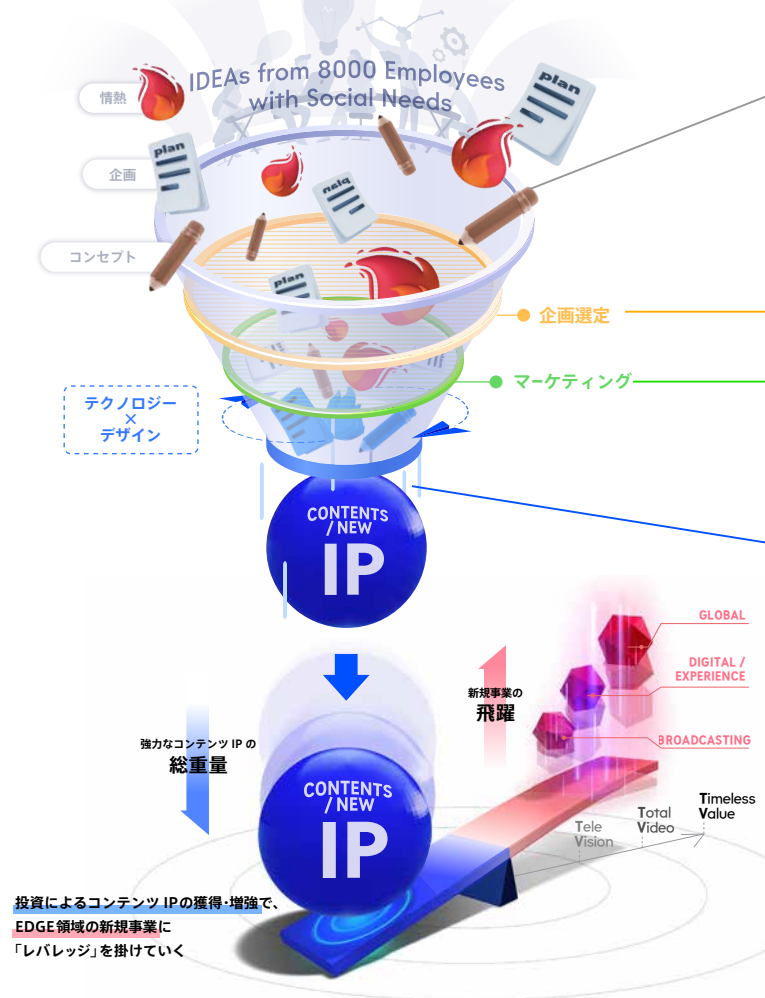 IDEAs from 8000 Employees
with Social Needs
情熱
plan
企画
plan
plan
コンセプト
plan
企画選定
マーケティング
テクノロジー
×
デザイン
CONTENTS
/NEW
IP
GLOBAL
DIGITAL /
EXPERIENCE
BROADCASTING
新規事業の
飛躍
強力なコンテンツ IP の
総重量
CONTENTS
/NEW
IP
Timeless
Value
Total
Video
Tele
Vision
投資によるコンテンツ IPの獲得・増強で、
EDGE領域の新規事業に
「レバレッジ」を掛けていく